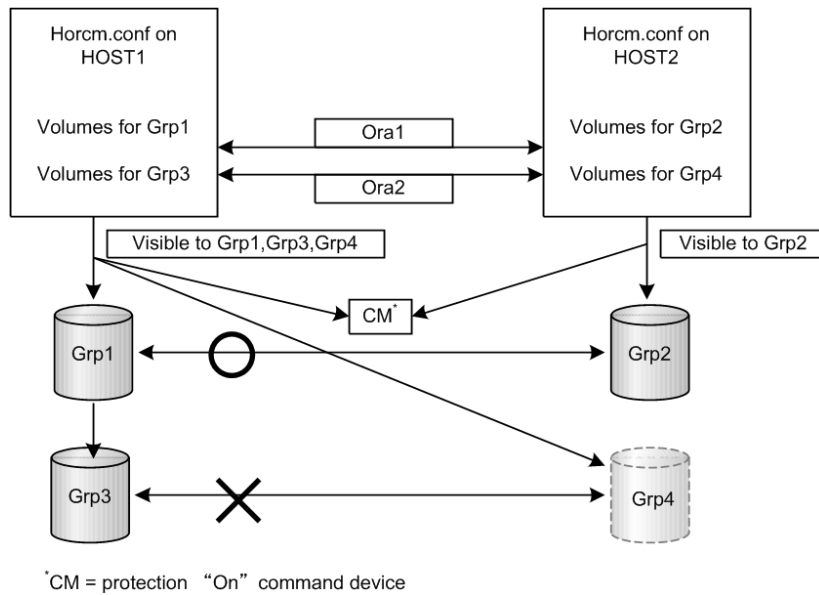 Horcm.conf on
HOST1
Horcm.conf on
HOST2
Volumes for Grp1
Ora1
Volumes for Grp2
Volumes for Grp3
Ora2
Volumes for Grp4
Visible to Grp1,Grp3,Grp4
Visible to Grp2
CM*
Grp1
Grp2
Grp3
Grp4
*CM = protection “On” command device